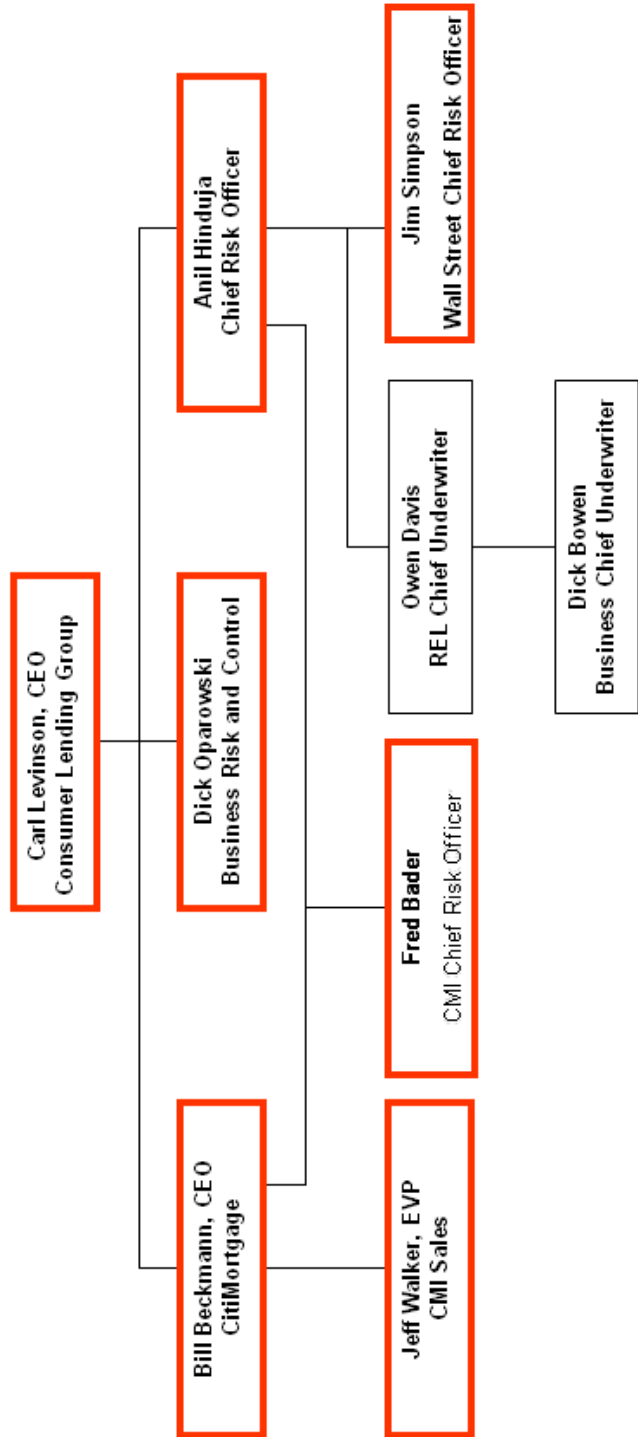 Carl Levinson, CEO
Consumer Lending Group
Bill Beckmann, CEO
CitiMortgage
Dick Oparowski
Business Risk and Control
Anil Hinduja
Chief Risk Officer
Jeff Walker, EVP
CMI Sales
Fred Bader
CMI Chief Risk Officer
Owen Davis
REL Chief Underwriter
Jim Simpson
Wall Street Chief Risk Officer
Dick Bowen
Business Chief Underwriter